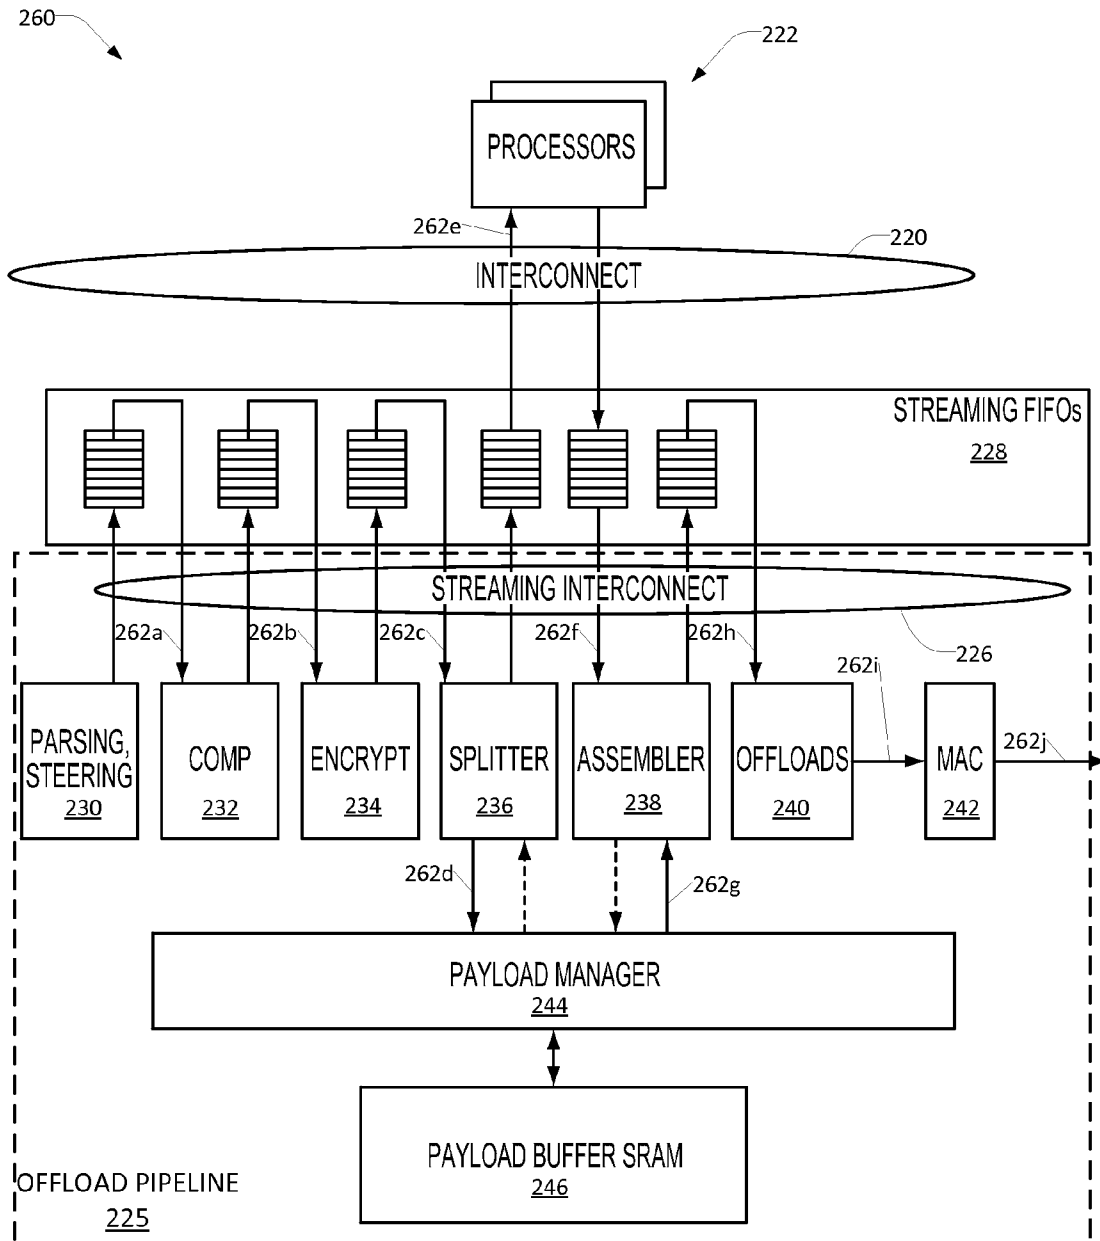 260
222
PROCESSORS
262e
220
INTERCONNECT
STREAMING FIFOs
228
STREAMING INTERCONNECT
262a
262b
262c
262f
262h
226
262i
262j
PARSING,
STEERING
230
COMP
232
ENCRYPT
234
SPLITTER
236
ASSEMBLER
238
OFFLOADS
240
MAC
242
262d
262g
PAYLOAD MANAGER
244
PAYLOAD BUFFER SRAM
246
OFFLOAD PIPELINE
225